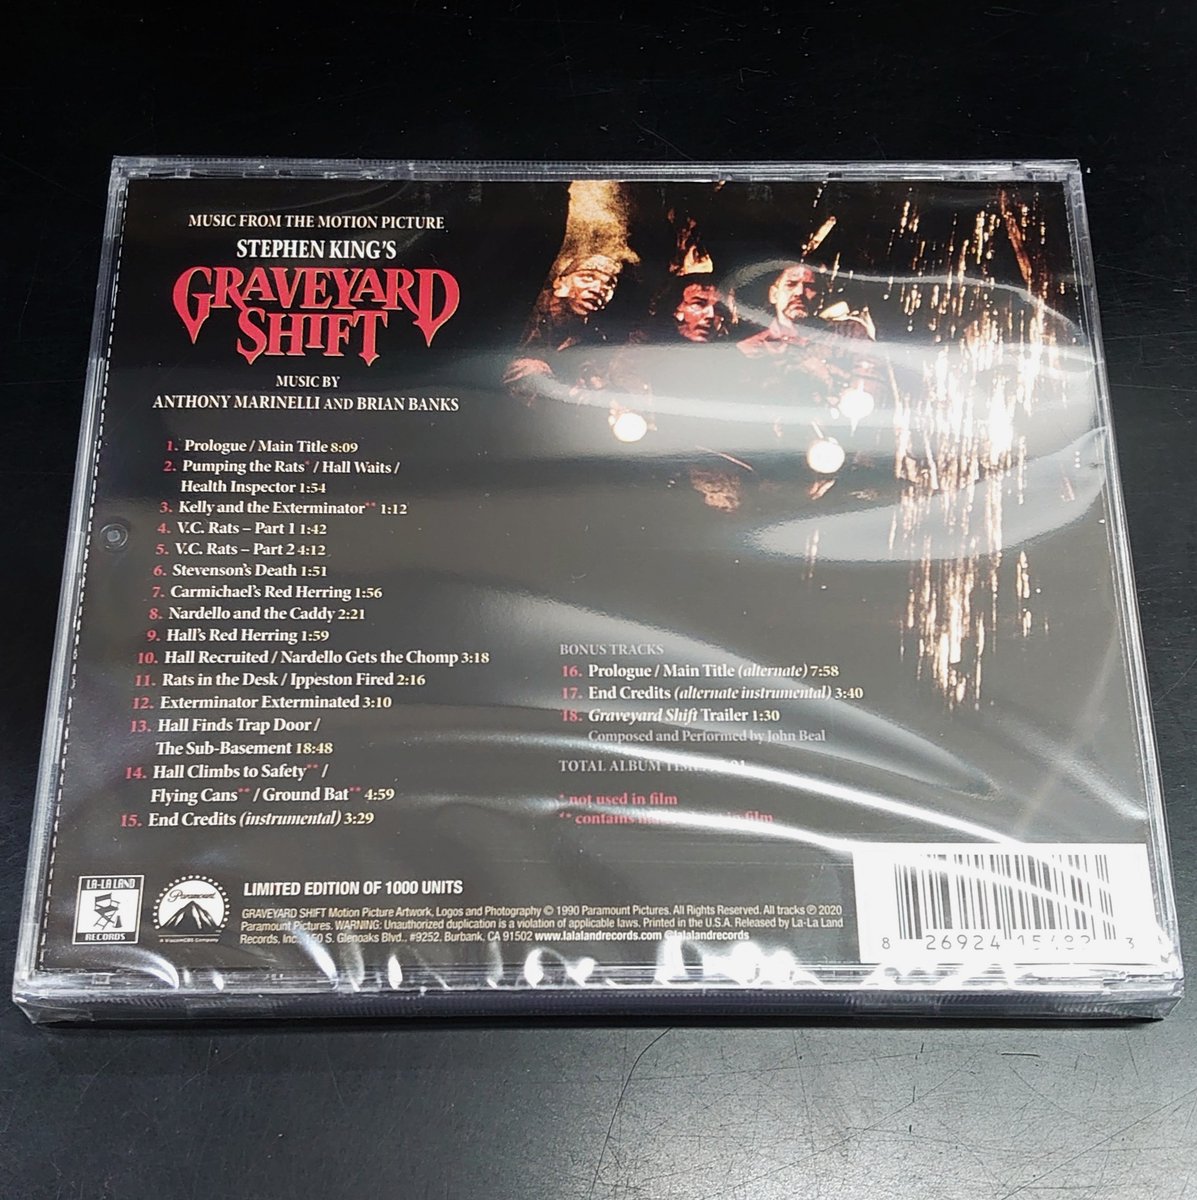 MUSIC FROM THE MOTION PICTURE
STEPHEN KING'S
GRAVEYARD
SHIFT
MUSIC BY
ANTHONY MARINELLI AND BRIAN BANKS
1. Prologue / Main Title 8:09
2. Pumping the Rats* / Hall Waits /
Health Inspector 1:54
3. Kelly and the Exterminator** 1:12
4. V.C. Rats – Part 1 1:42
5. V.C. Rats – Part 2 4:12
6. Stevenson's Death 1:51
7. Carmichael's Red Herring 1:56
8. Nardello and the Caddy 2:21
9. Hall's Red Herring 1:59
10. Hall Recruited / Nardello Gets the Chomp 3:18
11. Rats in the Desk / Ippeston Fired 2:16
12. Exterminator Exterminated 3:10
13. Hall Finds Trap Door /
The Sub-Basement 18:48
14. Hall Climbs to Safety** /
Flying Cans** / Ground Bat** 4:59
15. End Credits (instrumental) 3:29
BONUS TRACKS
16. Prologue / Main Title (alternate) 7:58
17. End Credits (alternate instrumental) 3:40
18. Graveyard Shift Trailer 1:30
Composed and Performed by John Beal
TOTAL ALBUM
* not used in film
** contains in film
LA-LA LAND
RECORDS
Paramount
A ViacomCBS Company
LIMITED EDITION OF 1000 UNITS
GRAVEYARD SHIFT Motion Picture Artwork, Logos and Photography © 1990 Paramount Pictures. All Rights Reserved. All tracks ℗ 2020
Paramount Pictures. WARNING: Unauthorized duplication is a violation of applicable laws. Printed in the U.S.A. Released by La-La Land
Records, Inc., 150 S. Glenoaks Blvd., #9252, Burbank, CA 91502 www.lalalandrecords.com @lalalandrecords
8 26924 3